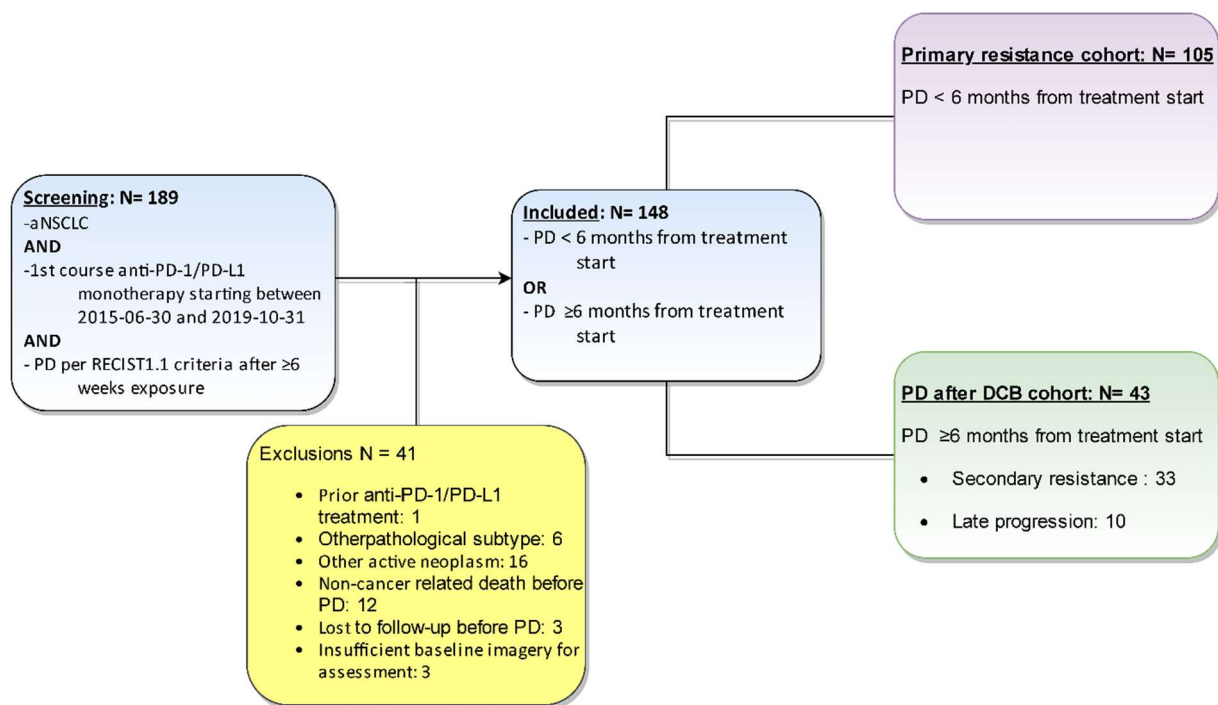 Screening: N= 189
-aNSCLC
AND
-1st course anti-PD-1/PD-L1
monotherapy starting between
2015-06-30 and 2019-10-31
AND
- PD per RECIST1.1 criteria after ≥6
weeks exposure
Exclusions N = 41
• Prior anti-PD-1/PD-L1
treatment: 1
• Otherpathological subtype: 6
• Other active neoplasm: 16
• Non-cancer related death before
PD: 12
• Lost to follow-up before PD: 3
• Insufficient baseline imagery for
assessment: 3
Included: N= 148
- PD < 6 months from treatment
start
OR
- PD ≥6 months from treatment
start
Primary resistance cohort: N= 105
PD < 6 months from treatment start
PD after DCB cohort: N= 43
PD ≥6 months from treatment start
• Secondary resistance : 33
• Late progression: 10